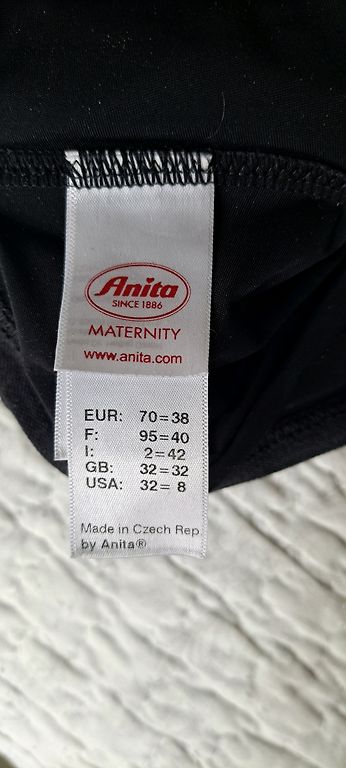 Anita
SINCE 1886
MATERNITY
www.anita.com
EUR: 70=38
F: 95=40
I: 2=42
GB: 32=32
USA: 32= 8
Made in Czech Rep
by Anita®